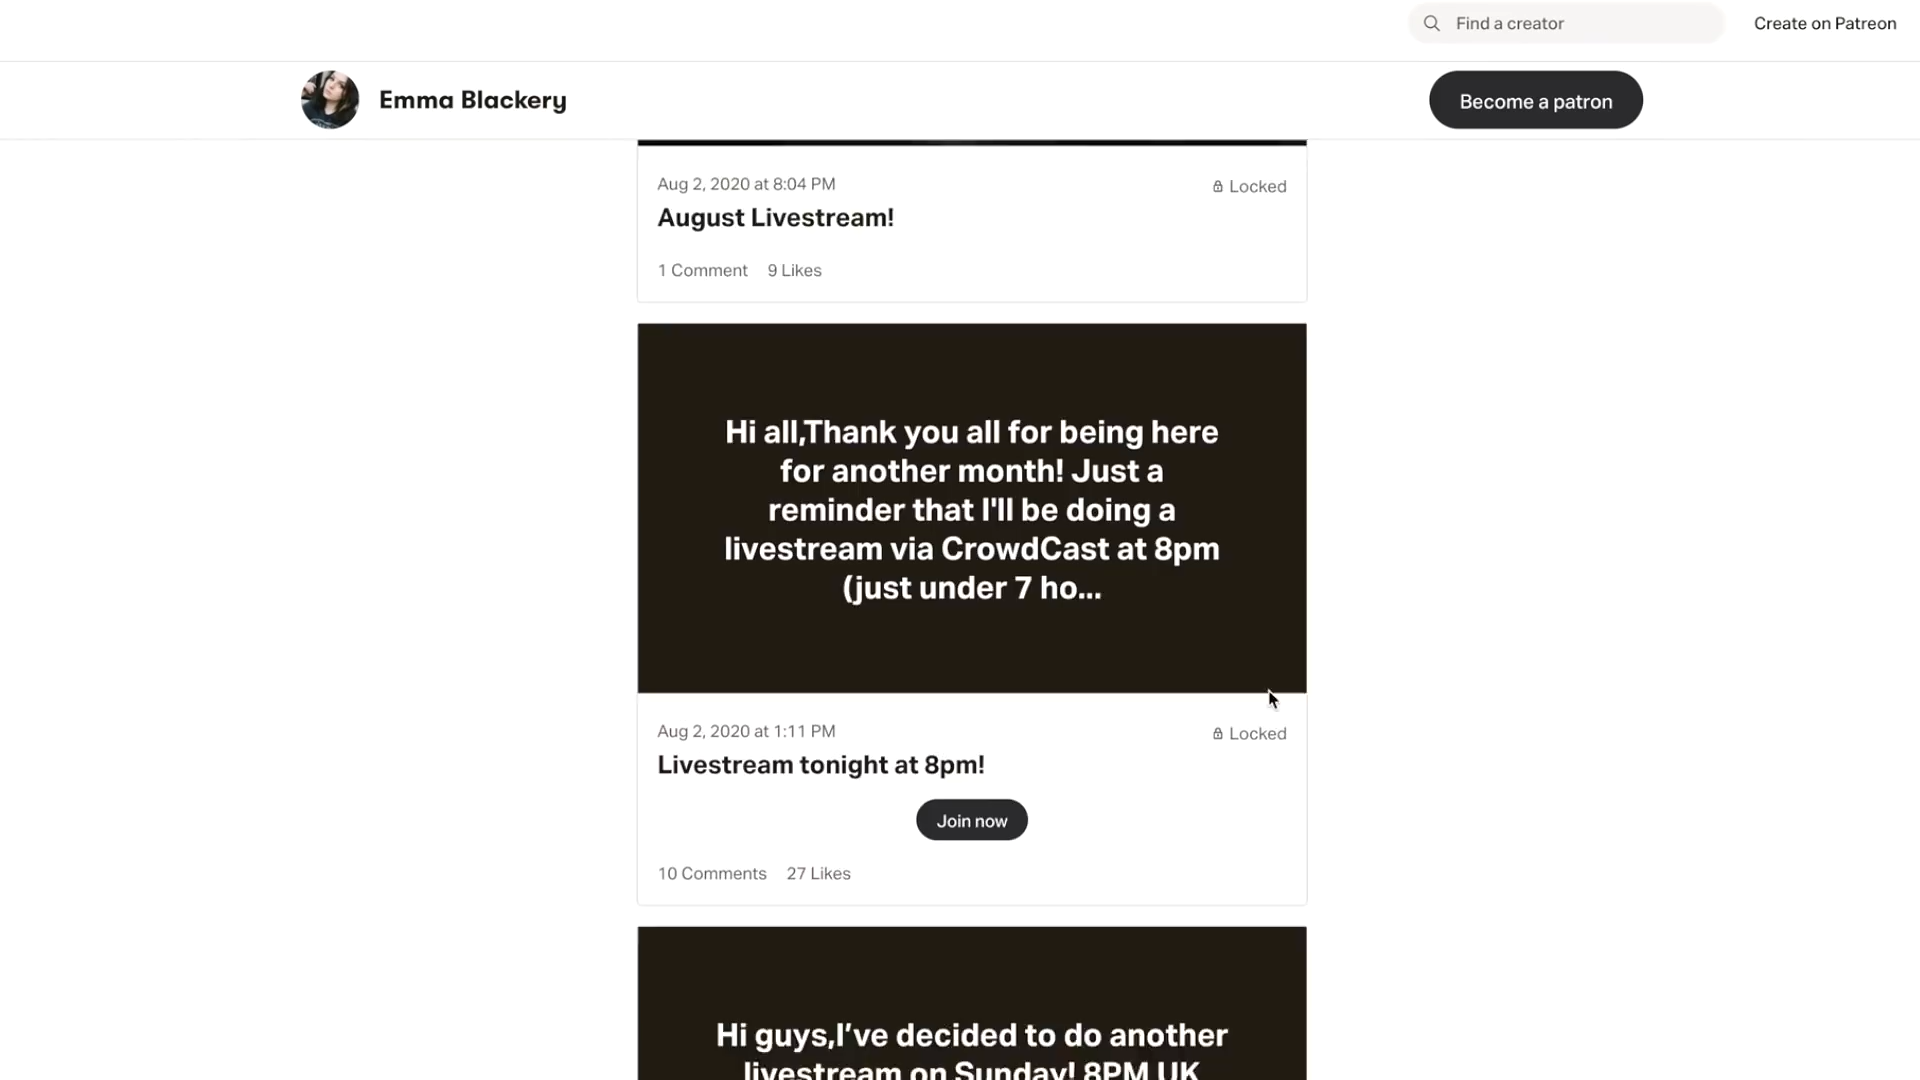 Find a creator
Create on Patreon
Emma Blackery
Become a patron
Aug 2, 2020 at 8:04 PM
Locked
August Livestream!
1 Comment 9 Likes
Hi all,Thank you all for being here
for another month! Just a
reminder that I'll be doing a
livestream via CrowdCast at 8pm
(just under 7 ho...
Aug 2, 2020 at 1:11 PM
Locked
Livestream tonight at 8pm!
Join now
10 Comments 27 Likes
Hi guys,I’ve decided to do another
livestream on Sunday! 8PM UK